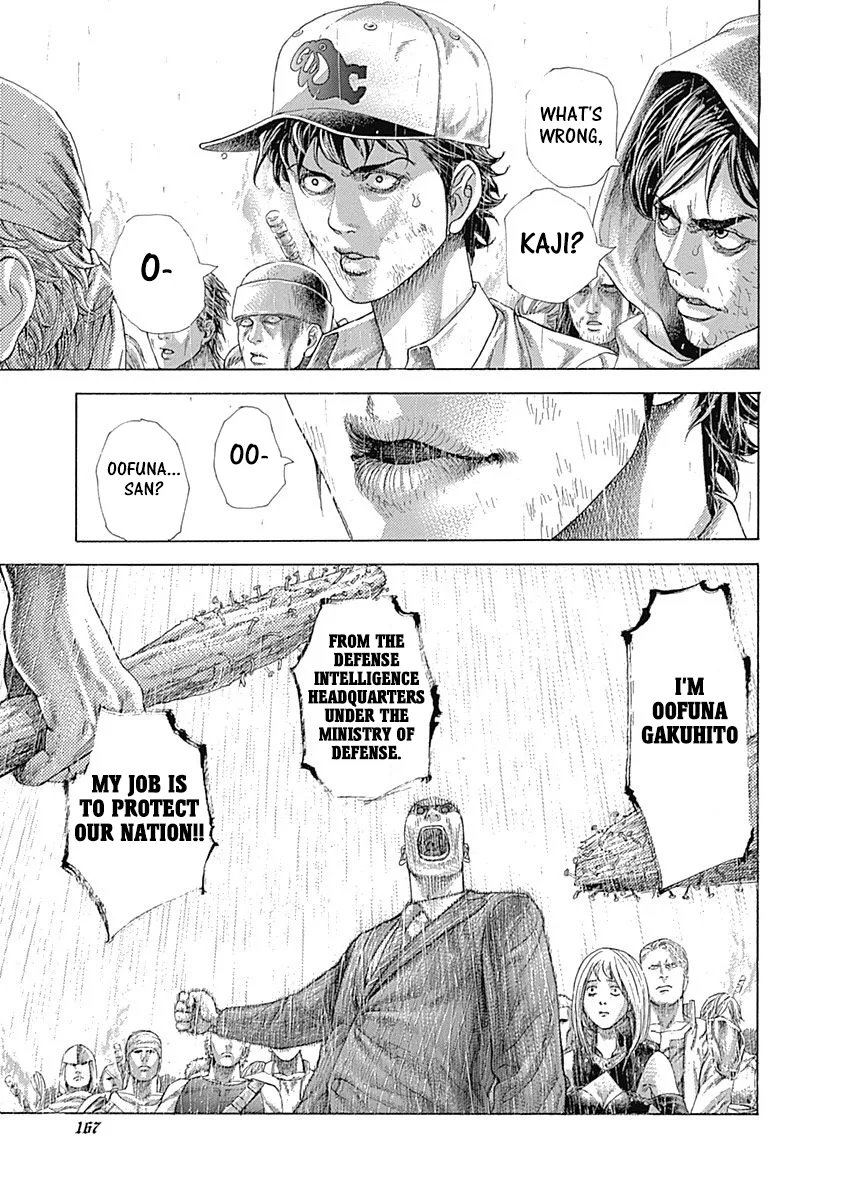 WHAT'S
WRONG,
KAJI?
O-
OO-
OOFUNA...
SAN?
I'M
OOFUNA
GAKUHITO
FROM THE
DEFENSE
INTELLIGENCE
HEADQUARTERS
UNDER THE
MINISTRY OF
DEFENSE.
MY JOB IS
TO PROTECT
OUR NATION!!
C
167